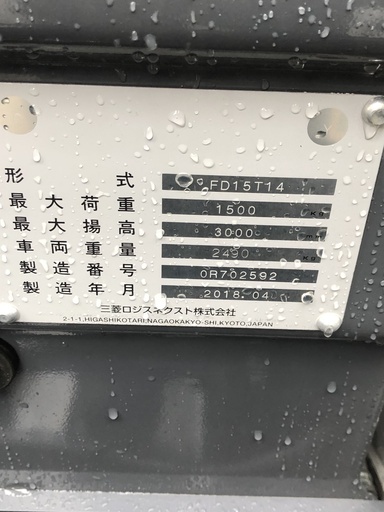 形式 FD15T14
最大荷重 1500 kg
最大揚高 3000
車両重量 2490 kg
製造番号 0R702592
製造年月 2018.04
三菱ロジスネクスト株式会社
2-1-1,HIGASHIKOTARI,NAGAOKAKYO-SHI,KYOTO,JAPAN